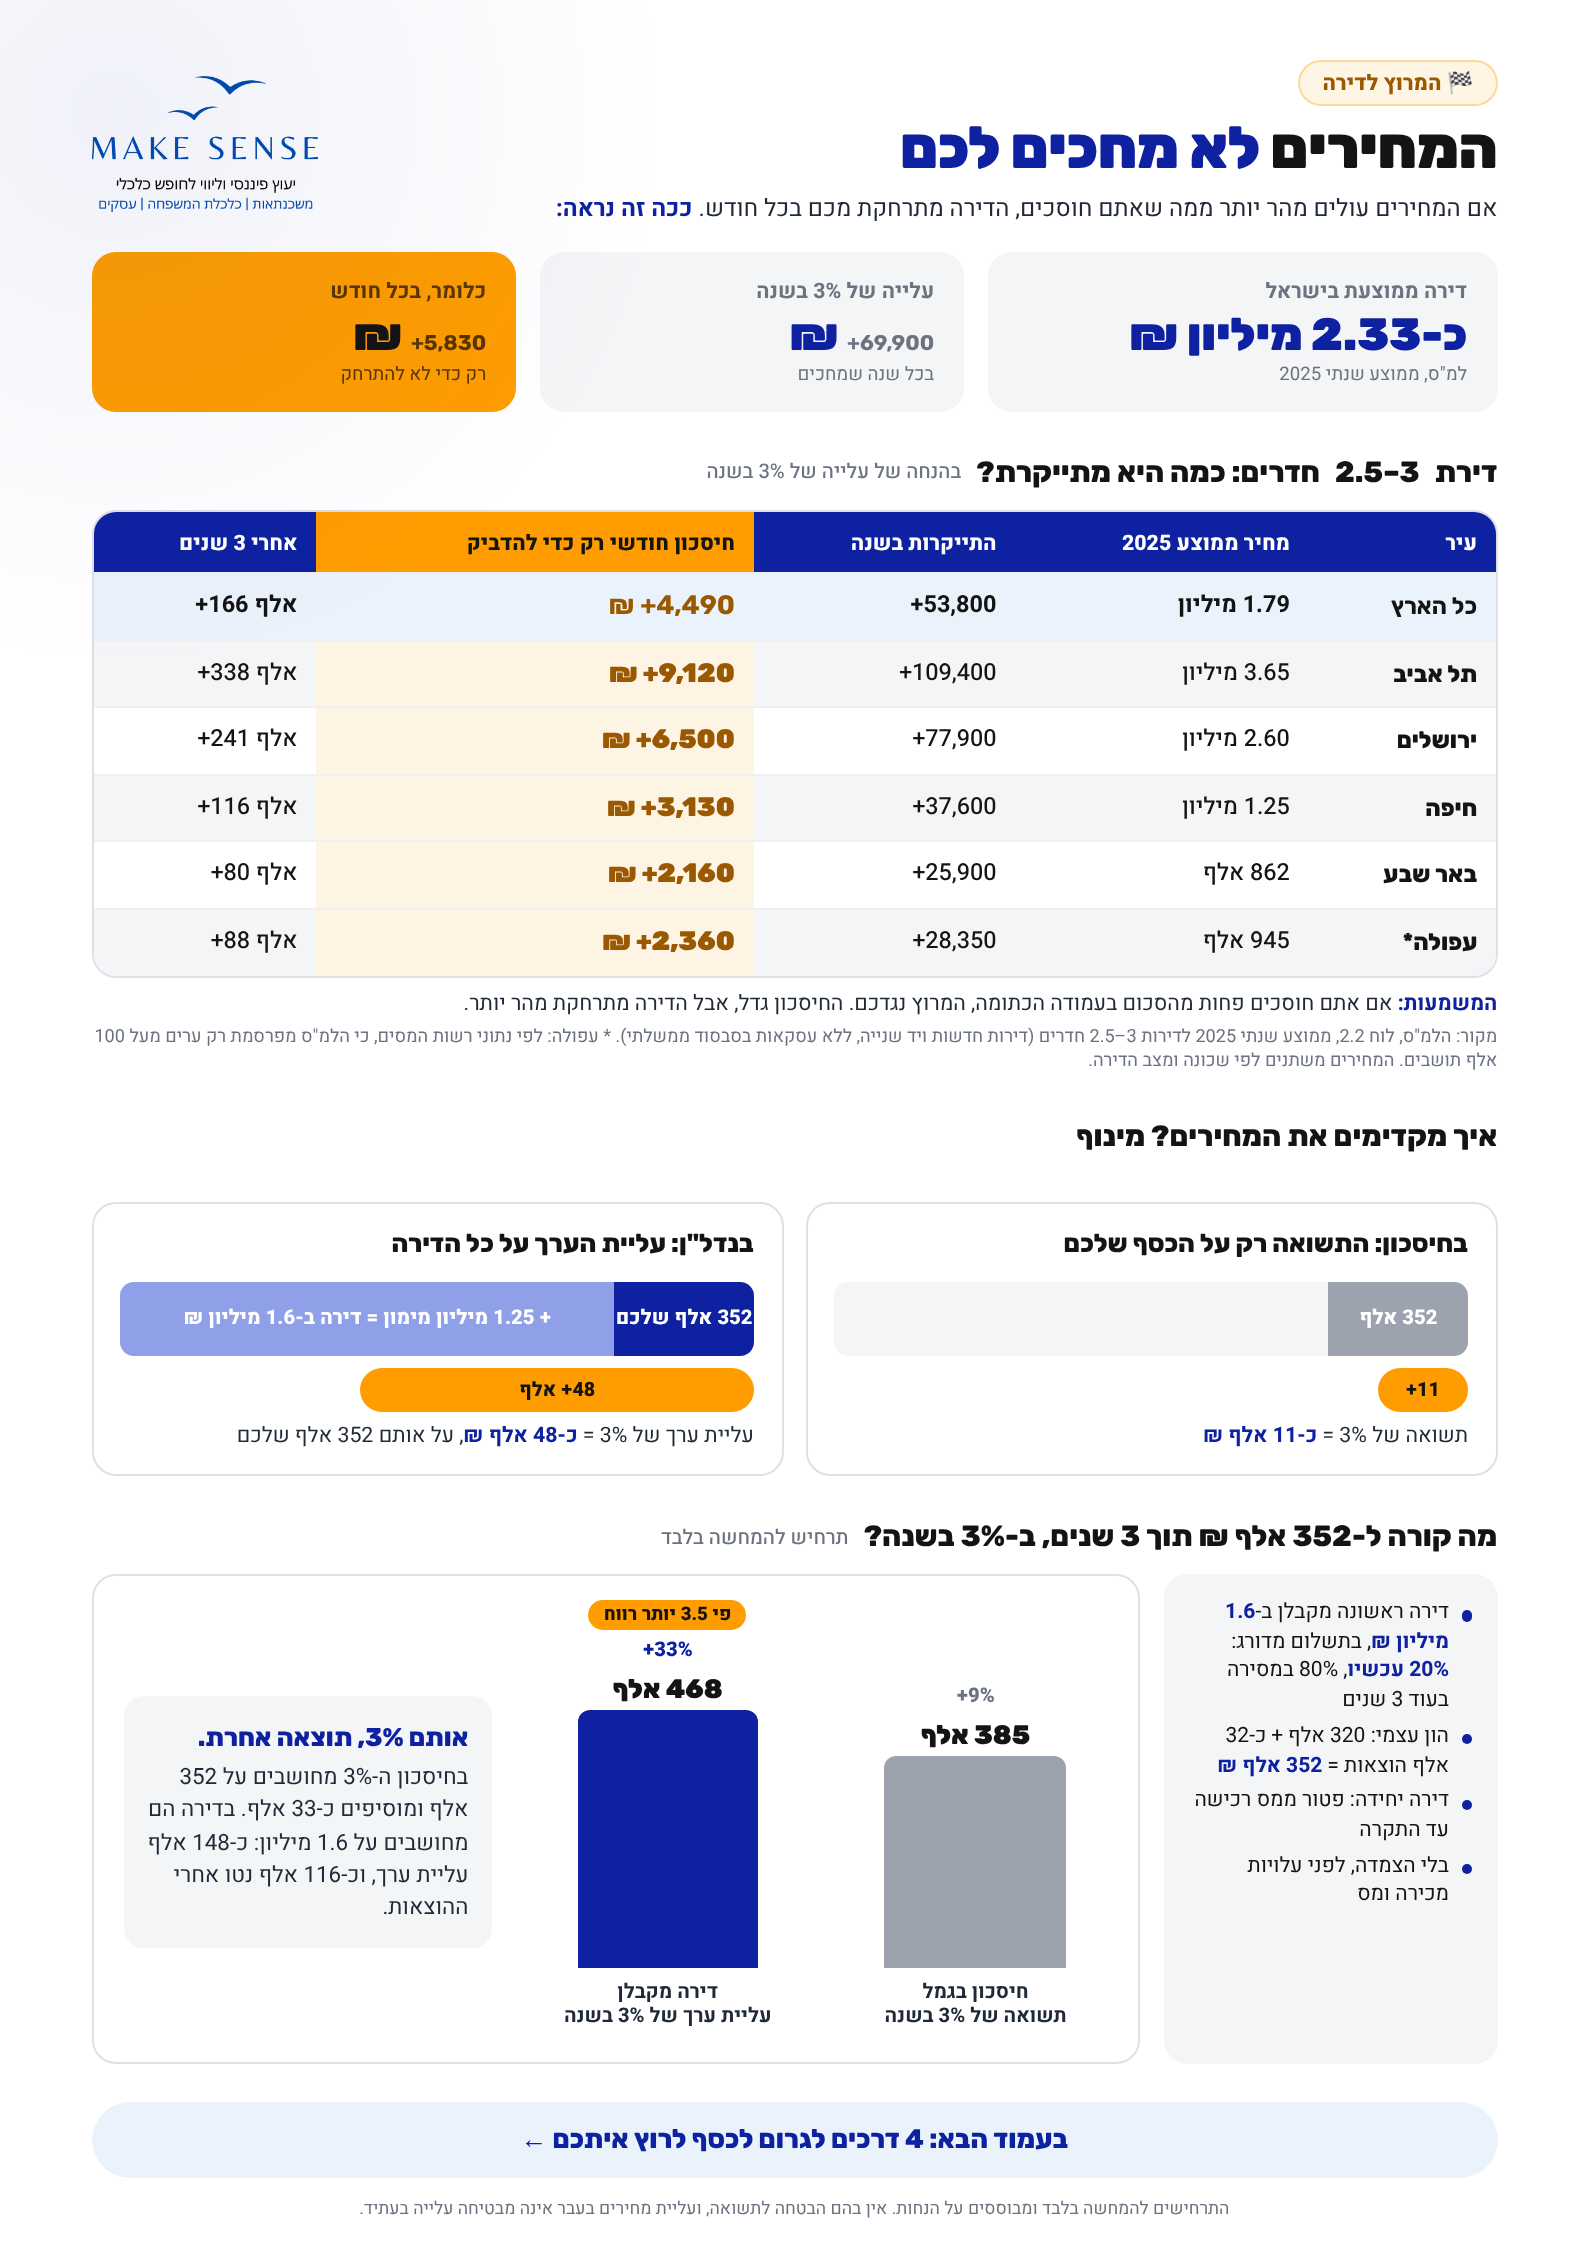 🏁 המרוץ לדירה
המחירים לא מחכים לכם
אם המחירים עולים מהר יותר ממה שאתם חוסכים, הדירה מתרחקת מכם בכל חודש. ככה זה נראה:
MAKE SENSE
יעוץ פיננסי וליווי לחופש כלכלי
משכנתאות | כלכלת המשפחה | עסקים
דירה ממוצעת בישראל
כ-2.33 מיליון ₪
למ"ס, ממוצע שנתי 2025
עלייה של 3% בשנה
+69,900 ₪
בכל שנה שמחכים
כלומר, בכל חודש
+5,830 ₪
רק כדי לא להתרחק
דירת 2.5–3 חדרים: כמה היא מתייקרת? בהנחה של עלייה של 3% בשנה
עיר מחיר ממוצע 2025 התייקרות בשנה חיסכון חודשי רק כדי להדביק אחרי 3 שנים
כל הארץ 1.79 מיליון +53,800 +4,490 ₪ אלף 166+
תל אביב 3.65 מיליון +109,400 +9,120 ₪ אלף 338+
ירושלים 2.60 מיליון +77,900 +6,500 ₪ אלף 241+
חיפה 1.25 מיליון +37,600 +3,130 ₪ אלף 116+
באר שבע 862 אלף +25,900 +2,160 ₪ אלף 80+
עפולה* 945 אלף +28,350 +2,360 ₪ אלף 88+
המשמעות: אם אתם חוסכים פחות מהסכום בעמודה הכתומה, המרוץ נגדכם. החיסכון גדל, אבל הדירה מתרחקת מהר יותר.
מקור: הלמ"ס, לוח 2.2, ממוצע שנתי 2025 לדירות 2.5–3 חדרים (דירות חדשות ויד שנייה, ללא עסקאות בסבסוד ממשלתי). * עפולה: לפי נתוני רשות המסים, כי הלמ"ס מפרסמת רק ערים מעל 100
אלף תושבים. המחירים משתנים לפי שכונה ומצב הדירה.
איך מקדימים את המחירים? מינוף
בחיסכון: התשואה רק על הכסף שלכם
352 אלף
+11
תשואה של 3% = כ-11 אלף ₪
בנדל"ן: עליית הערך על כל הדירה
352 אלף שלכם
+ 1.25 מיליון מימון = דירה ב-1.6 מיליון ₪
+48 אלף
עליית ערך של 3% = כ-48 אלף ₪, על אותם 352 אלף שלכם
מה קורה ל-352 אלף ₪ תוך 3 שנים, ב-3% בשנה? תרחיש להמחשה בלבד
• דירה ראשונה מקבלן ב-1.6
מיליון ₪, בתשלום מדורג:
20% עכשיו, 80% במסירה
בעוד 3 שנים
• הון עצמי: 320 אלף + כ-32
אלף הוצאות = 352 אלף ₪
• דירה יחידה: פטור ממס רכישה
עד התקרה
• בלי הצמדה, לפני עלויות
מכירה ומס
+9%
385 אלף
חיסכון בגמל
תשואה של 3% בשנה
פי 3.5 יותר רווח
+33%
468 אלף
דירה מקבלן
עליית ערך של 3% בשנה
אותם 3%, תוצאה אחרת.
בחיסכון ה-3% מחושבים על 352
אלף ומוסיפים כ-33 אלף. בדירה הם
מחושבים על 1.6 מיליון: כ-148 אלף
עליית ערך, וכ-116 אלף נטו אחרי
ההוצאות.
בעמוד הבא: 4 דרכים לגרום לכסף לרוץ איתכם ←
התרחישים להמחשה בלבד ומבוססים על הנחות. אין בהם הבטחה לתשואה, ועליית מחירים בעבר אינה מבטיחה עלייה בעתיד.